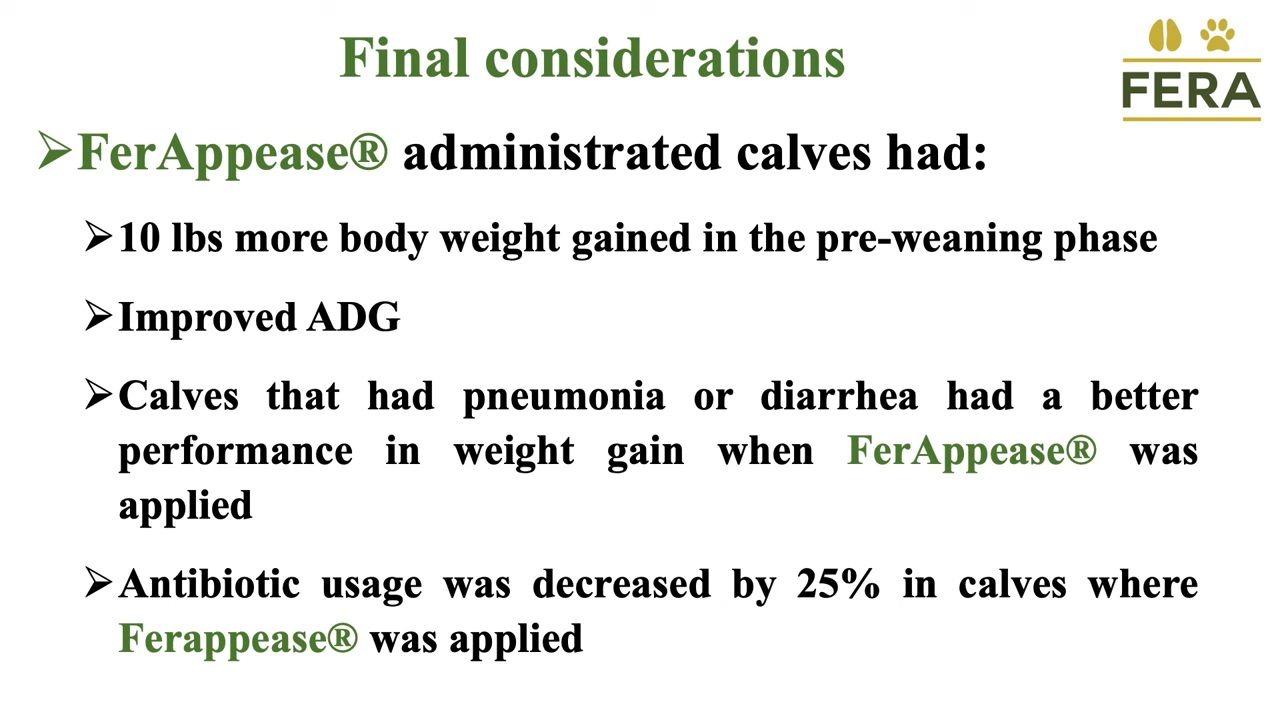 Final considerations
FERA
➢FerAppease® administrated calves had:
➢10 lbs more body weight gained in the pre-weaning phase
➢Improved ADG
➢Calves that had pneumonia or diarrhea had a better
performance in weight gain when FerAppease® was
applied
➢Antibiotic usage was decreased by 25% in calves where
Ferappease® was applied